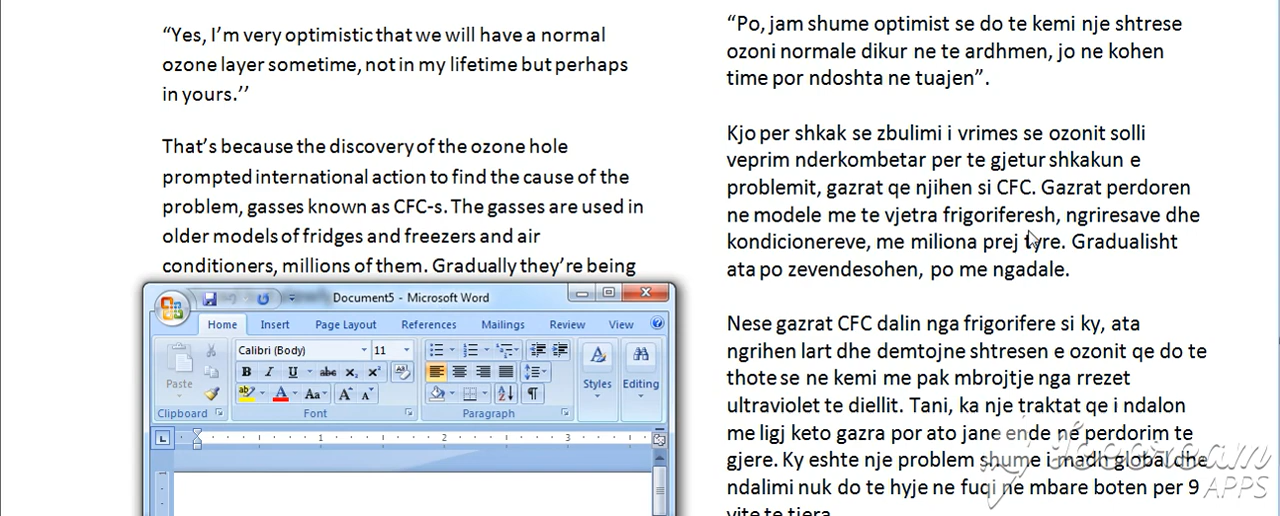 “Yes, I’m very optimistic that we will have a normal
ozone layer sometime, not in my lifetime but perhaps
in yours.’’
That’s because the discovery of the ozone hole
prompted international action to find the cause of the
problem, gasses known as CFC-s. The gasses are used in
older models of fridges and freezers and air
conditioners, millions of them. Gradually they’re being
“Po, jam shume optimist se do te kemi nje shtrese
ozoni normale dikur ne te ardhmen, jo ne kohen
time por ndoshta ne tuajen”.
Kjo per shkak se zbulimi i vrimes se ozonit solli
veprim nderkombetar per te gjetur shkakun e
problemit, gazrat qe njihen si CFC. Gazrat perdoren
ne modele me te vjetra frigoriferesh, ngriresave dhe
kondicionereve, me miliona prej tyre. Gradualisht
ata po zevendesohen, po me ngadale.
Nese gazrat CFC dalin nga frigorifere si ky, ata
ngrihen lart dhe demtojne shtresen e ozonit qe do te
thote se ne kemi me pak mbrojtje nga rrezet
ultraviolet te diellit. Tani, ka nje traktat qe i ndalon
me ligj keto gazra por ato jane ende ne perdorim te
gjere. Ky eshte nje problem shume i madh global dhe
ndalimi nuk do te hyje ne fuqi ne mbare boten per 9
vite te tjera
Document5 - Microsoft Word
Home Insert Page Layout References Mailings Review View
Calibri (Body) 11
Paste
Styles
Editing
Clipboard Font Paragraph
1 2 3
APPS